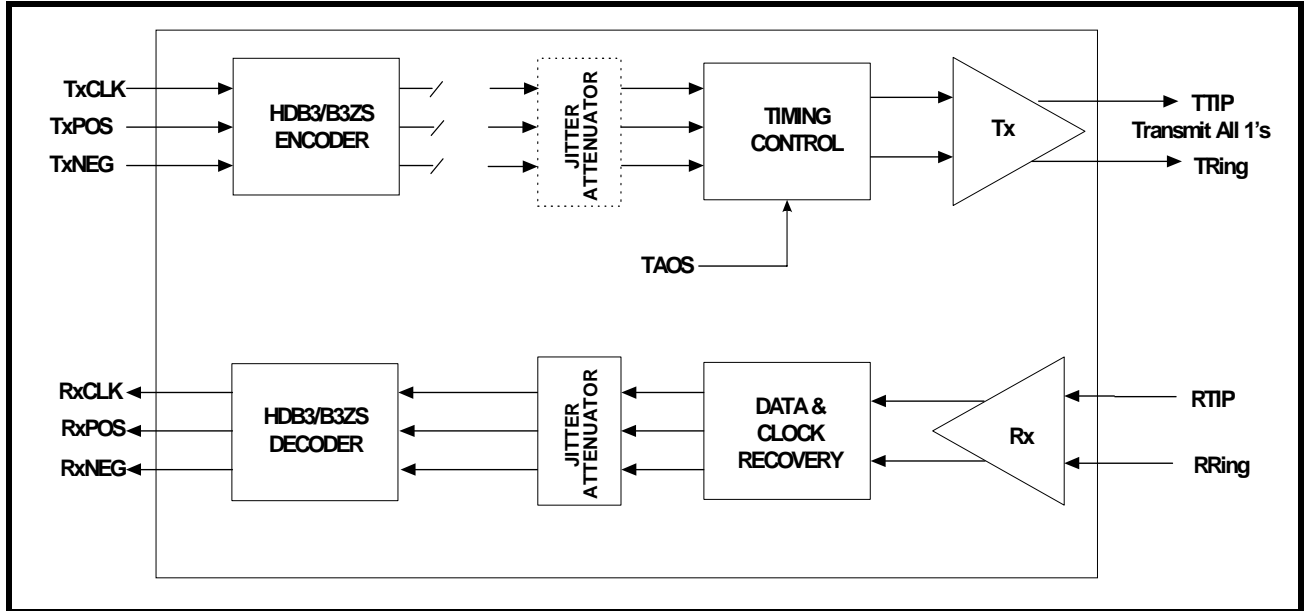 TxCLK
TxPOS
TxNEG
HDB3/B3ZS
ENCODER
JITTER
ATTENUATOR
TIMING
CONTROL
Tx
TTIP
Transmit All 1's
TRing
TAOS
RxCLK
RxPOS
RxNEG
HDB3/B3ZS
DECODER
JITTER
ATTENUATOR
DATA &
CLOCK
RECOVERY
Rx
RTIP
RRing